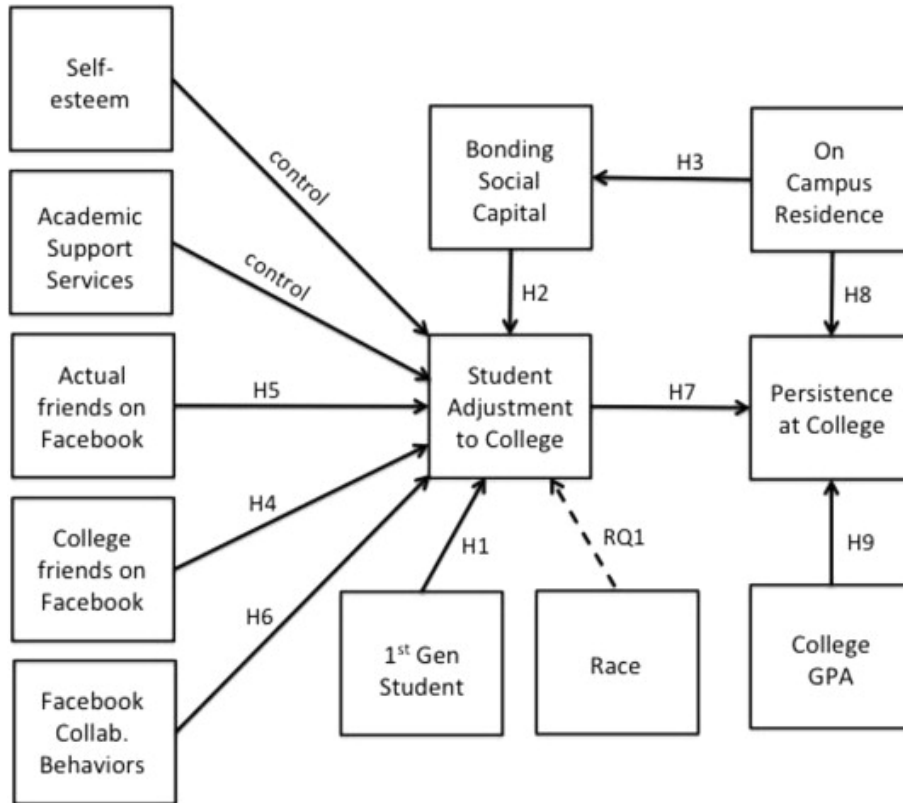 Self-
esteem
control
Academic
Support
Services
control
Actual
friends on
Facebook
H5
College
friends on
Facebook
H4
Facebook
Collab.
Behaviors
H6
Bonding
Social
Capital
H3
On
Campus
Residence
H2
H8
Student
Adjustment
to College
H7
Persistence
at College
H1
RQ1
H9
1st Gen
Student
Race
College
GPA